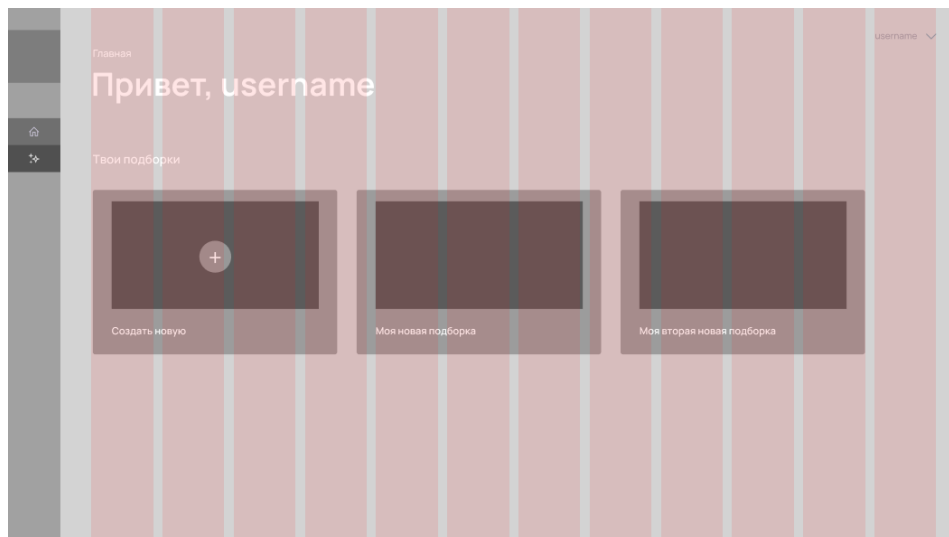 username
Главная
Привет, username
Твои подборки
Создать новую
Моя новая подборка
Моя вторая новая подборка